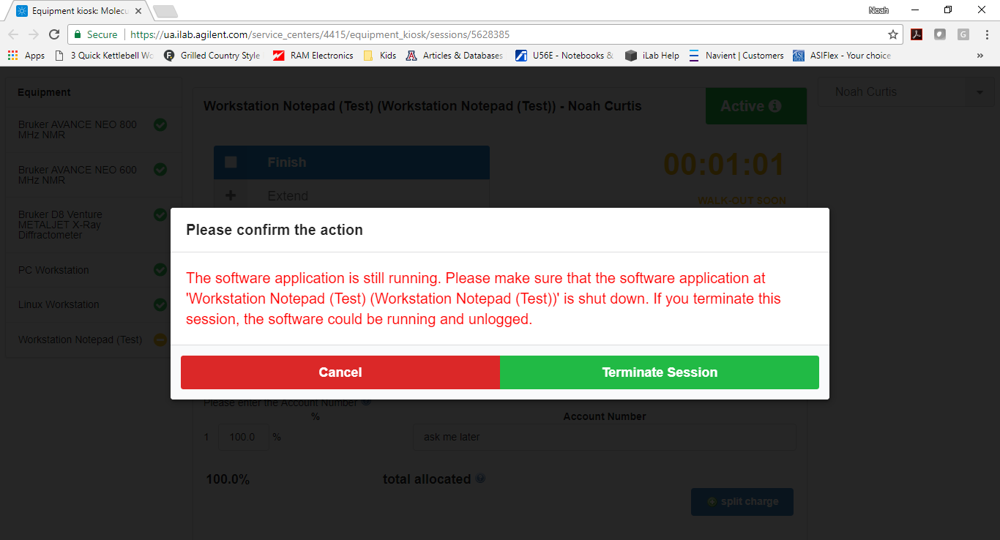 Equipment kiosk: Molecu
Noah
Secure
https://ua.ilab.agilent.com/service_centers/4415/equipment_kiosk/sessions/5628385
G
Apps
3 Quick Kettlebell Wo
Grilled Country Style
RAM Electronics
Kids
Articles & Databases
U56E - Notebooks &
iLab Help
Navient | Customers
ASIFlex - Your choice
»
Equipment
Bruker AVANCE NEO 800
MHz NMR
Bruker AVANCE NEO 600
MHz NMR
Bruker D8 Venture
METALJET X-Ray
Diffractometer
PC Workstation
Linux Workstation
Workstation Notepad (Test)
Workstation Notepad (Test) (Workstation Notepad (Test)) - Noah Curtis
Active
Noah Curtis
Finish
Extend
00:01:01
WALK-OUT SOON
Please confirm the action
The software application is still running. Please make sure that the software application at
'Workstation Notepad (Test) (Workstation Notepad (Test))' is shut down. If you terminate this
session, the software could be running and unlogged.
Cancel
Terminate Session
Please enter the Account Number
%
Account Number
1
100.0
%
ask me later
100.0%
total allocated
split charge